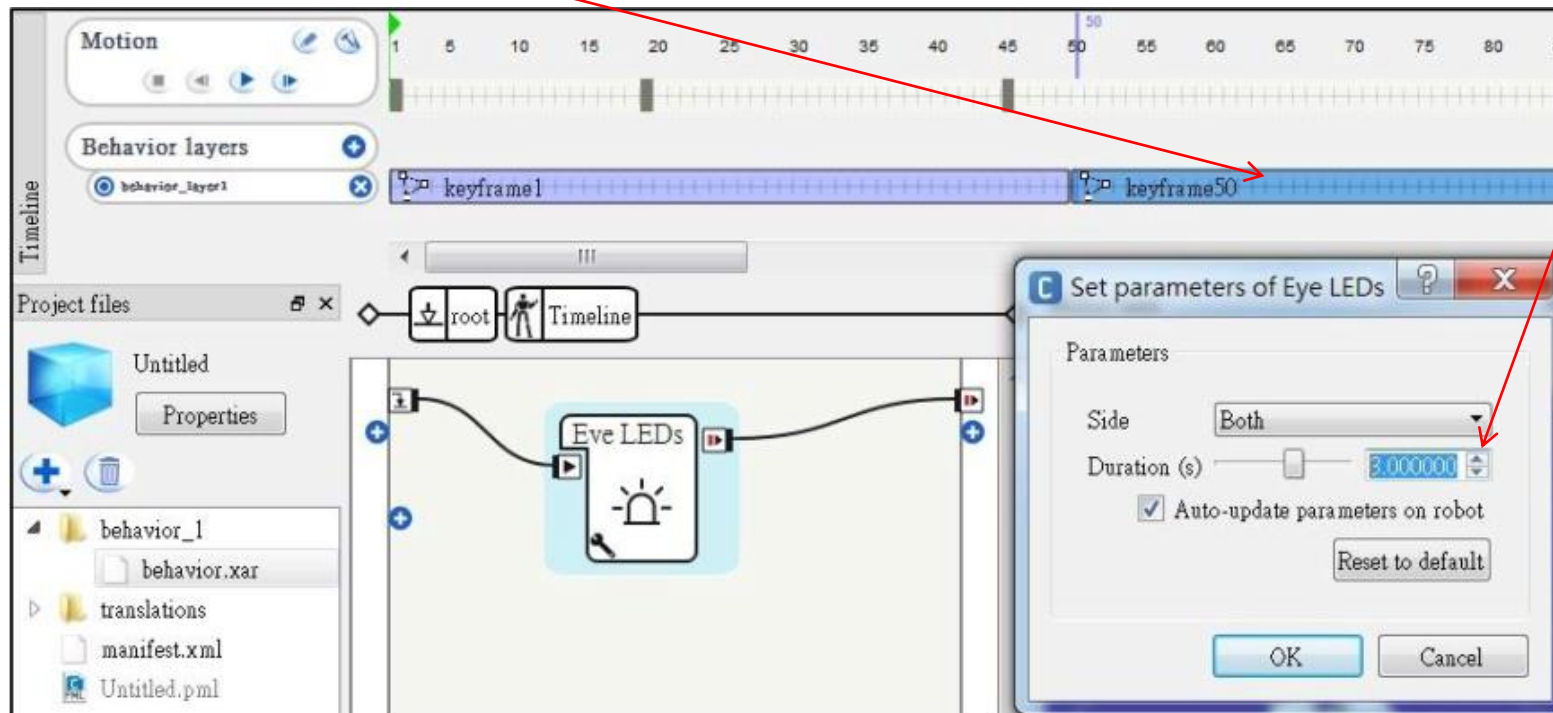 Timeline
Motion
50
1 5 10 15 20 25 30 35 40 45 50 55 60 65 70 75 80
Behavior layers
behavior_layer1
keyframe1
keyframe50
Project files
root
Timeline
Untitled
Properties
behavior_1
behavior.xar
translations
manifest.xml
Untitled.pml
Eye LEDs
Set parameters of Eye LEDs
Parameters
Side Both
Duration (s) 3.000000
Auto-update parameters on robot
Reset to default
OK Cancel